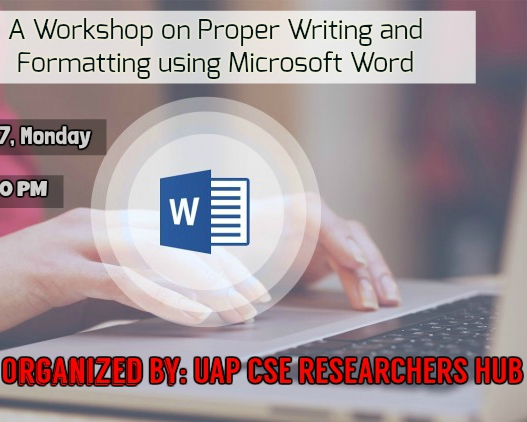 A Workshop on Proper Writing and
Formatting using Microsoft Word
7, Monday
0 PM
W
ORGANIZED BY: UAP CSE RESEARCHERS HUB